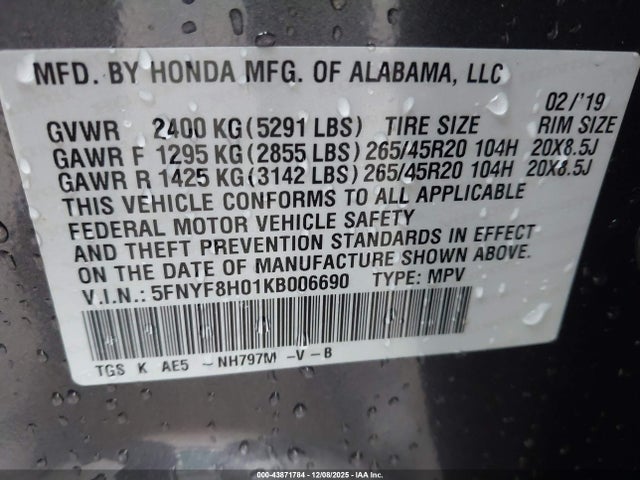 MFD. BY HONDA MFG. OF ALABAMA, LLC
02/'19
GVWR 2400 KG (5291 LBS) TIRE SIZE RIM SIZE
GAWR F 1295 KG (2855 LBS) 265/45R20 104H 20X8.5J
GAWR R 1425 KG (3142 LBS) 265/45R20 104H 20X8.5J
THIS VEHICLE CONFORMS TO ALL APPLICABLE
FEDERAL MOTOR VEHICLE SAFETY
AND THEFT PREVENTION STANDARDS IN EFFECT
ON THE DATE OF MANUFACTURE SHOWN ABOVE.
V.I.N.: 5FNYF8H01KB006690 TYPE: MPV
TGS K AE5 -NH797M -V-B
000-43871784 | 12/08/2025 | IAA Inc.